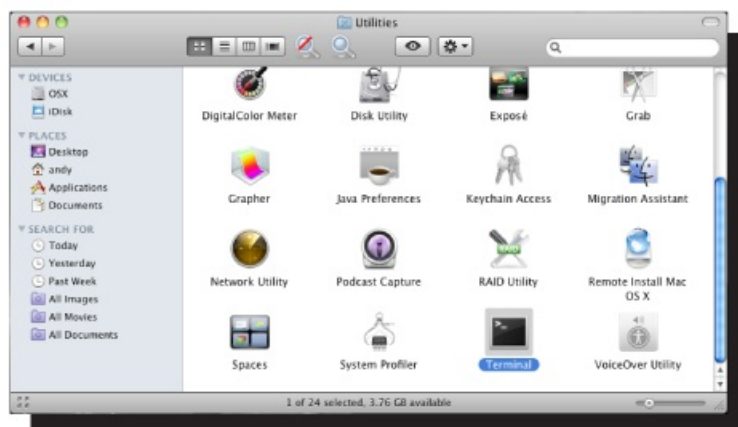 Utilities
DEVICES
OSX
iDisk
PLACES
Desktop
andy
Applications
Documents
SEARCH FOR
Today
Yesterday
Past Week
All Images
All Movies
All Documents
DigitalColor Meter
Disk Utility
Exposé
Grab
Grapher
Java Preferences
Keychain Access
Migration Assistant
Network Utility
Podcast Capture
RAID Utility
Remote Install Mac
OS X
Spaces
System Profiler
Terminal
VoiceOver Utility
1 of 24 selected, 3.76 GB available